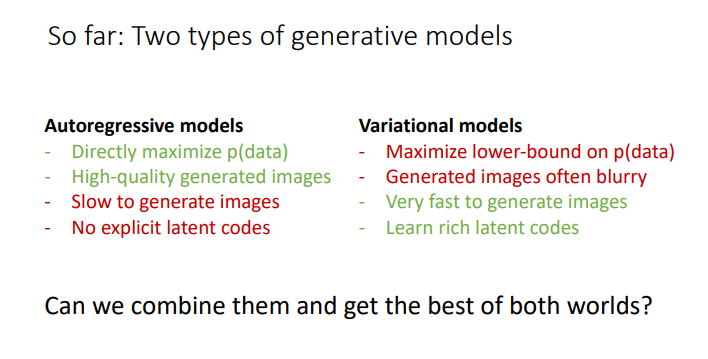 So far: Two types of generative models
Autoregressive models
- Directly maximize p(data)
- High-quality generated images
- Slow to generate images
- No explicit latent codes
Variational models
- Maximize lower-bound on p(data)
- Generated images often blurry
- Very fast to generate images
- Learn rich latent codes
Can we combine them and get the best of both worlds?